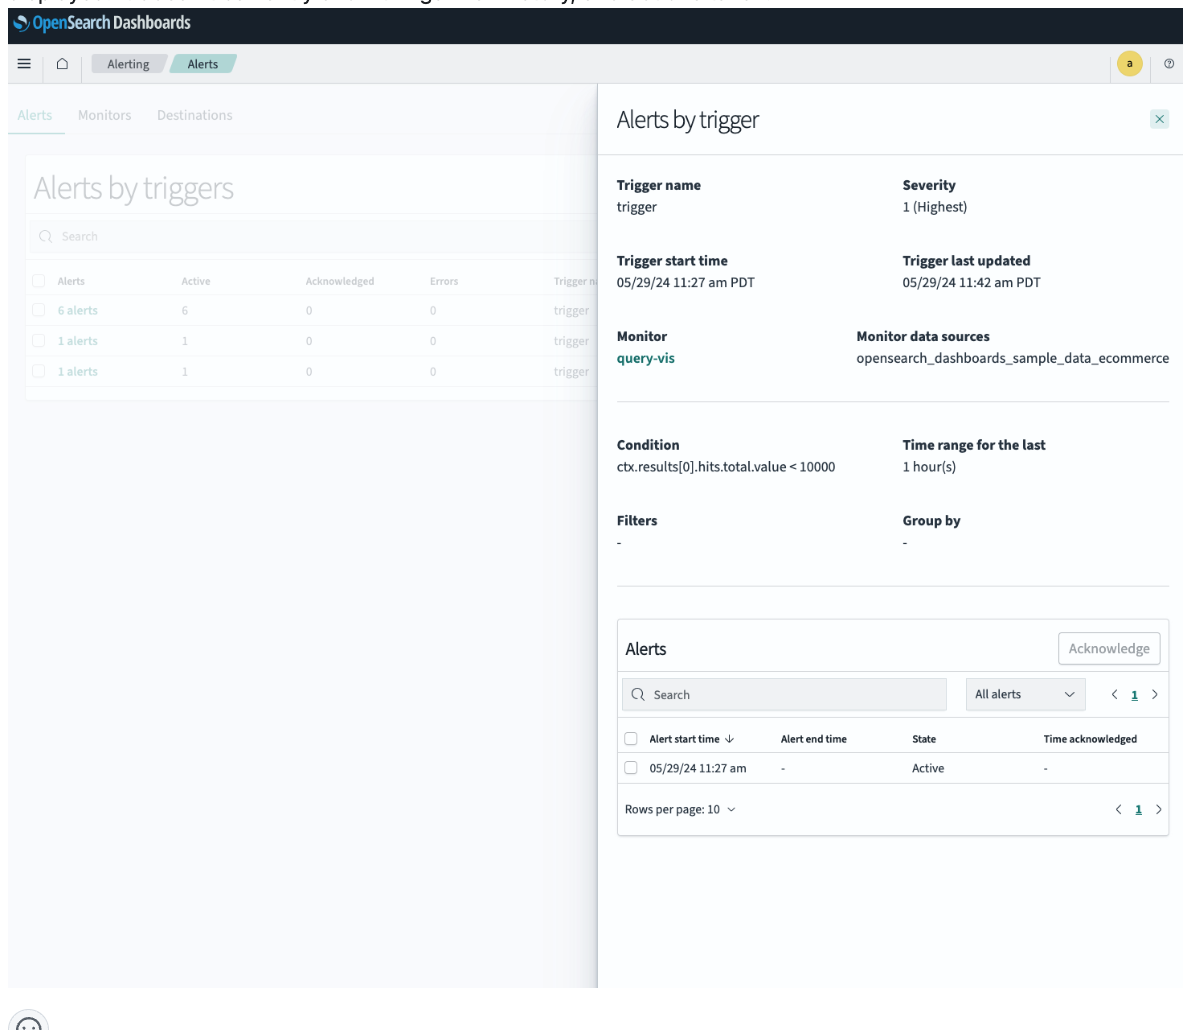 OpenSearch Dashboards
Alerting
Alerts
a
Alerts
Monitors
Destinations
Alerts by triggers
Search
Alerts Active Acknowledged Errors Trigger n
6 alerts 6 0 0 trigger
1 alerts 1 0 0 trigger
1 alerts 1 0 0 trigger
Alerts by trigger
Trigger name
trigger
Severity
1 (Highest)
Trigger start time
05/29/24 11:27 am PDT
Trigger last updated
05/29/24 11:42 am PDT
Monitor
query-vis
Monitor data sources
opensearch_dashboards_sample_data_ecommerce
Condition
ctx.results[0].hits.total.value < 10000
Time range for the last
1 hour(s)
Filters
-
Group by
-
Alerts
Acknowledge
Search
All alerts
1
Alert start time Alert end time State Time acknowledged
05/29/24 11:27 am - Active -
Rows per page: 10
1